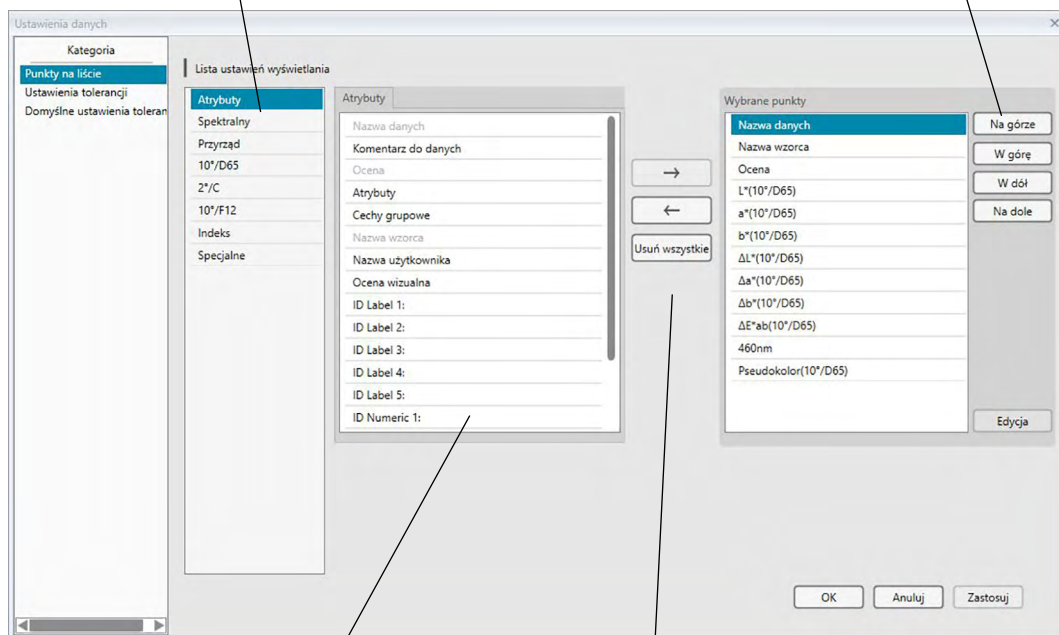 Ustawienia danych
Kategoria
Punkty na liście
Ustawienia tolerancji
Domyślne ustawienia toleran
Lista ustawień wyświetlania
Atrybuty
Spektralny
Przyrząd
10°/D65
2°/C
10°/F12
Indeks
Specjalne
Atrybuty
Nazwa danych
Komentarz do danych
Ocena
Atrybuty
Cechy grupowe
Nazwa wzorca
Nazwa użytkownika
Ocena wizualna
ID Label 1:
ID Label 2:
ID Label 3:
ID Label 4:
ID Label 5:
ID Numeric 1:
→
←
Usuń wszystkie
Wybrane punkty
Nazwa danych
Nazwa wzorca
Ocena
L*(10°/D65)
a*(10°/D65)
b*(10°/D65)
ΔL*(10°/D65)
Δa*(10°/D65)
Δb*(10°/D65)
ΔE*ab(10°/D65)
460nm
Pseudokolor(10°/D65)
Na górze
W górę
W dół
Na dole
Edycja
OK Anuluj Zastosuj